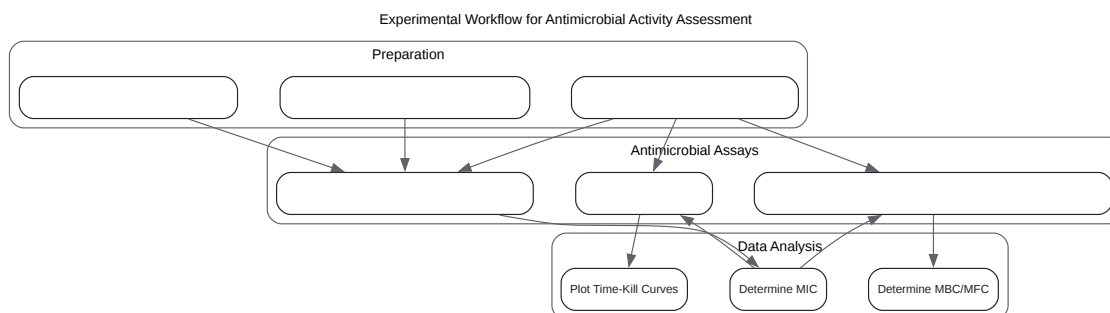 Experimental Workflow for Antimicrobial Activity Assessment
Preparation
Antimicrobial Assays
Data Analysis
Plot Time-Kill Curves
Determine MIC
Determine MBC/MFC